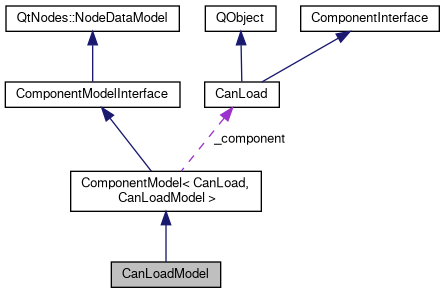 QtNodes::NodeDataModel
QObject
ComponentInterface
ComponentModelInterface
CanLoad
_component
ComponentModel< CanLoad,
CanLoadModel >
CanLoadModel